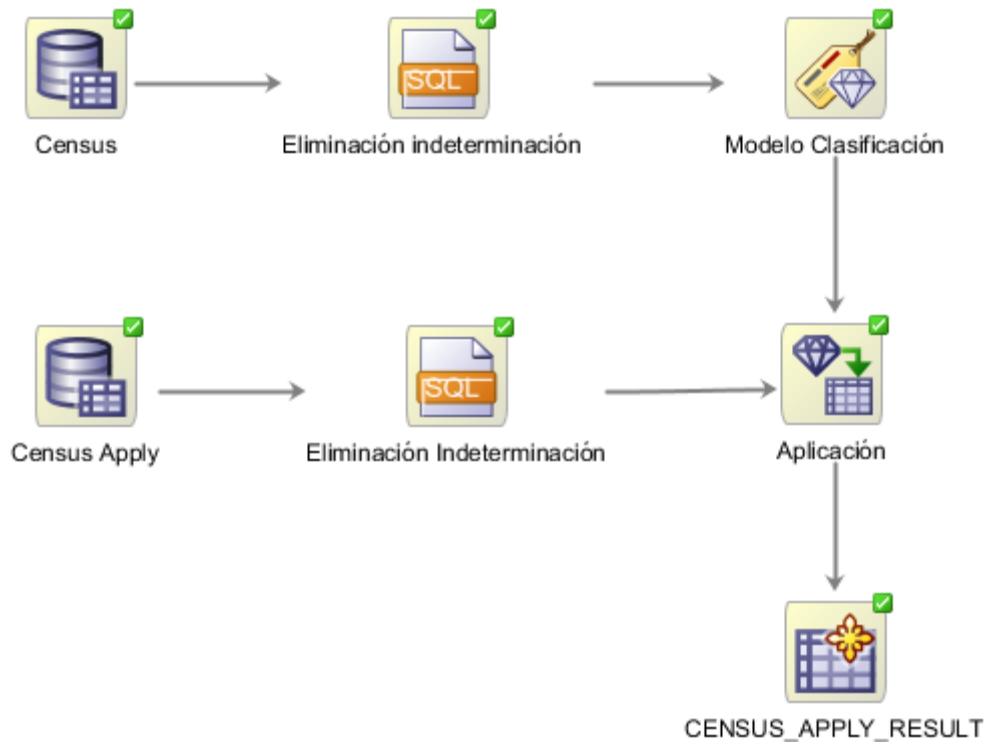 SQL
Census
Eliminación indeterminación
Modelo Clasificación
SQL
Census Apply
Eliminación Indeterminación
Aplicación
CENSUS_APPLY_RESULT